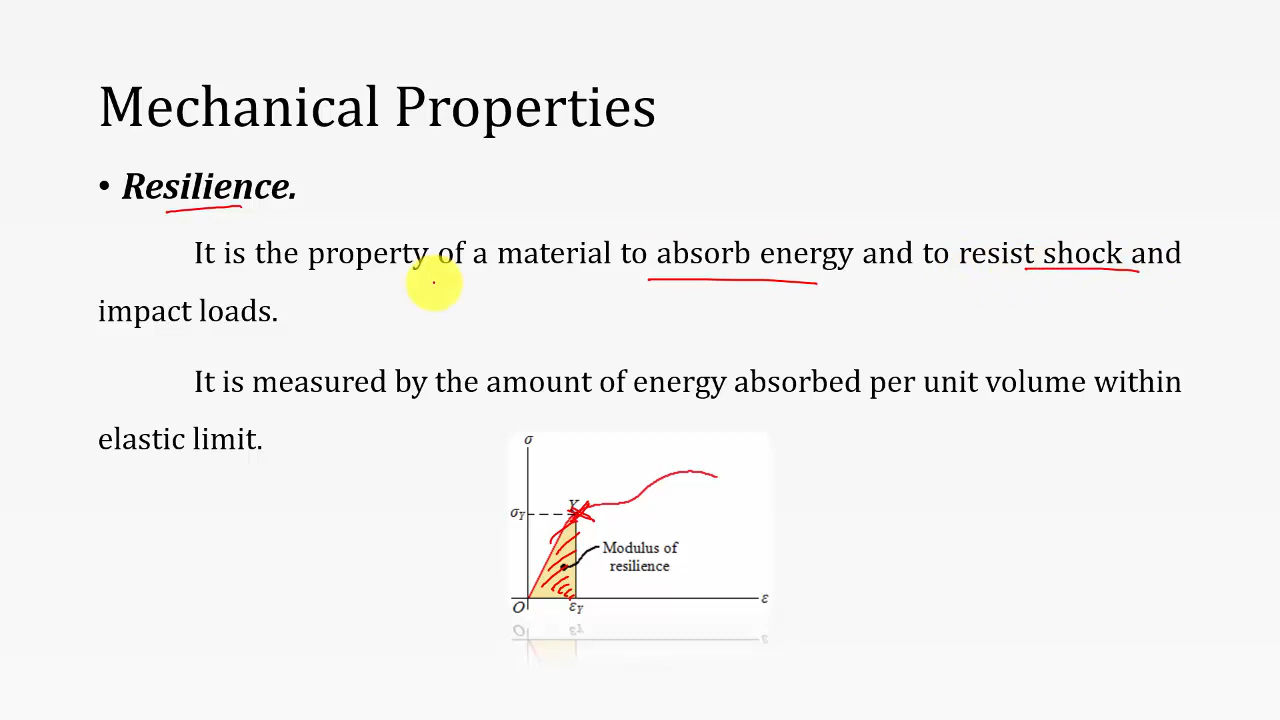 Mechanical Properties
• Resilience.
It is the property of a material to absorb energy and to resist shock and
impact loads.
It is measured by the amount of energy absorbed per unit volume within
elastic limit.
σ
Y
σY
Modulus of
resilience
O
εY
ε